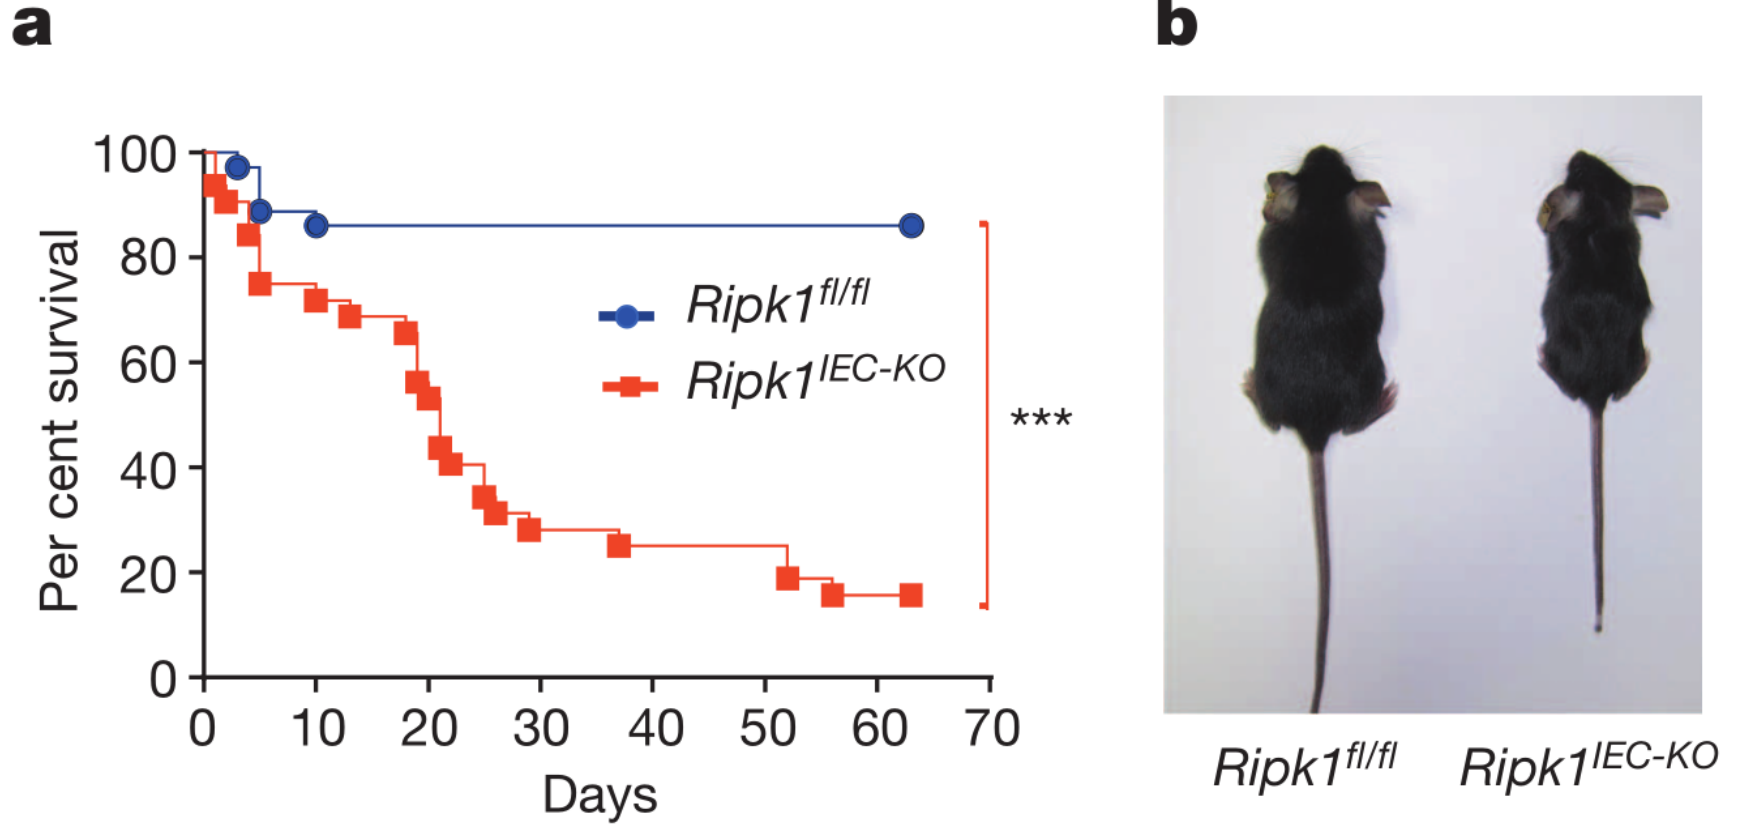 a
100
80
60
40
20
0
Per cent survival
0 10 20 30 40 50 60 70
Days
Ripk1fl/fl
Ripk1IEC-KO
***
b
Ripk1fl/fl
Ripk1IEC-KO